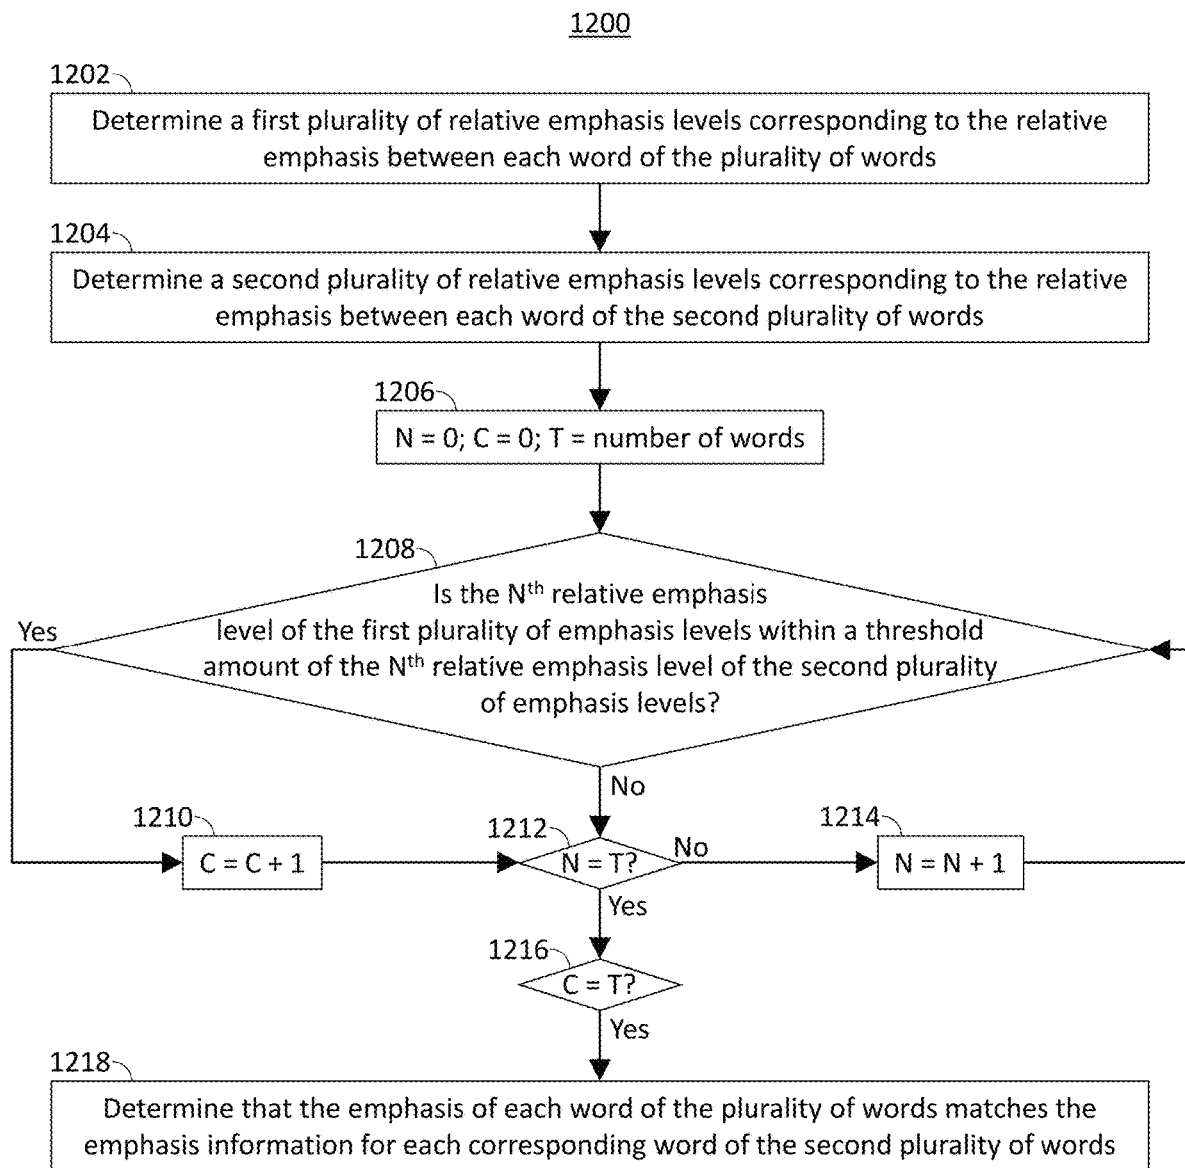 1200
1202
Determine a first plurality of relative emphasis levels corresponding to the relative
emphasis between each word of the plurality of words
1204
Determine a second plurality of relative emphasis levels corresponding to the relative
emphasis between each word of the second plurality of words
1206
N = 0; C = 0; T = number of words
1208
Is the Nth relative emphasis
level of the first plurality of emphasis levels within a threshold
amount of the Nth relative emphasis level of the second plurality
of emphasis levels?
Yes
No
1210
C = C + 1
1212
N = T?
No
1214
N = N + 1
Yes
1216
C = T?
Yes
1218
Determine that the emphasis of each word of the plurality of words matches the
emphasis information for each corresponding word of the second plurality of words